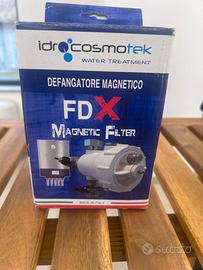 idrocosmotek
WATER TREATMENT
DEFANGATORE MAGNETICO
FDX
MAGNETIC FILTER
MADE IN ITALY
subito